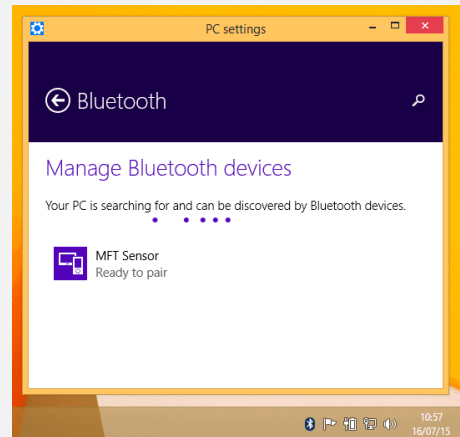 PC settings
Bluetooth
Manage Bluetooth devices
Your PC is searching for and can be discovered by Bluetooth devices.
MFT Sensor
Ready to pair
10:57
16/07/15